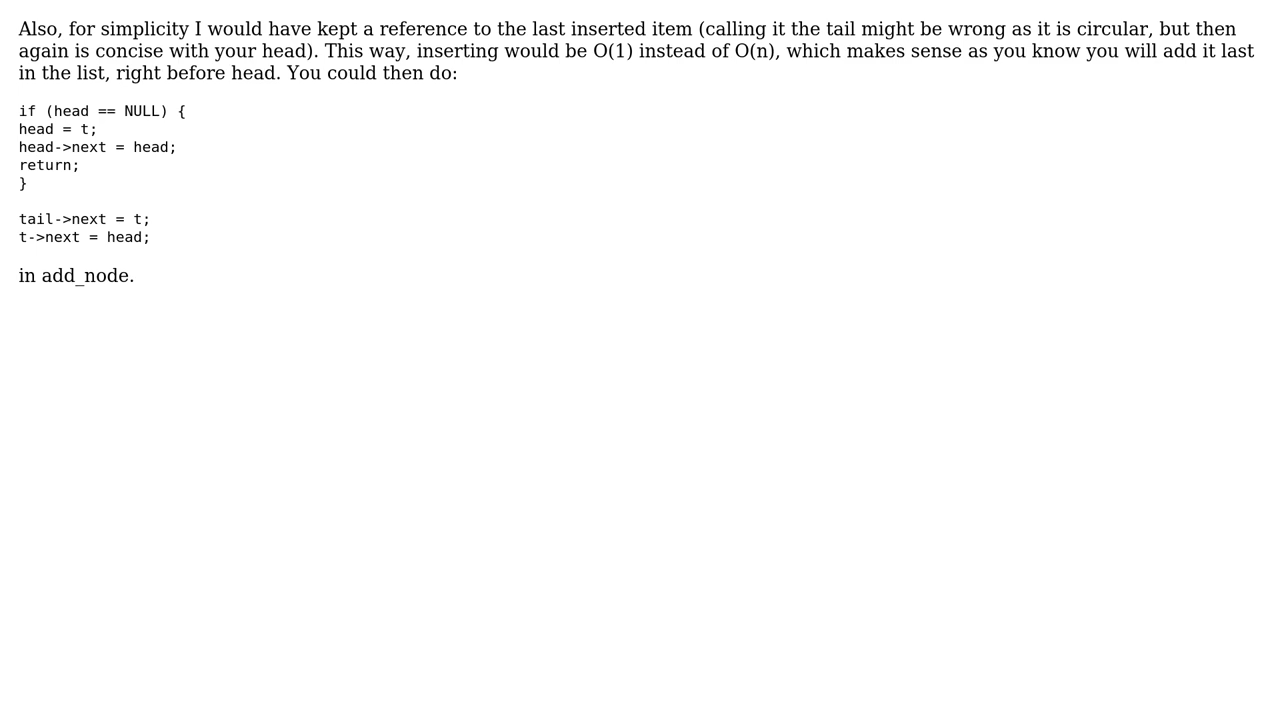 Also, for simplicity I would have kept a reference to the last inserted item (calling it the tail might be wrong as it is circular, but then
again is concise with your head). This way, inserting would be O(1) instead of O(n), which makes sense as you know you will add it last
in the list, right before head. You could then do:
if (head == NULL) {
head = t;
head->next = head;
return;
}
tail->next = t;
t->next = head;
in add_node.